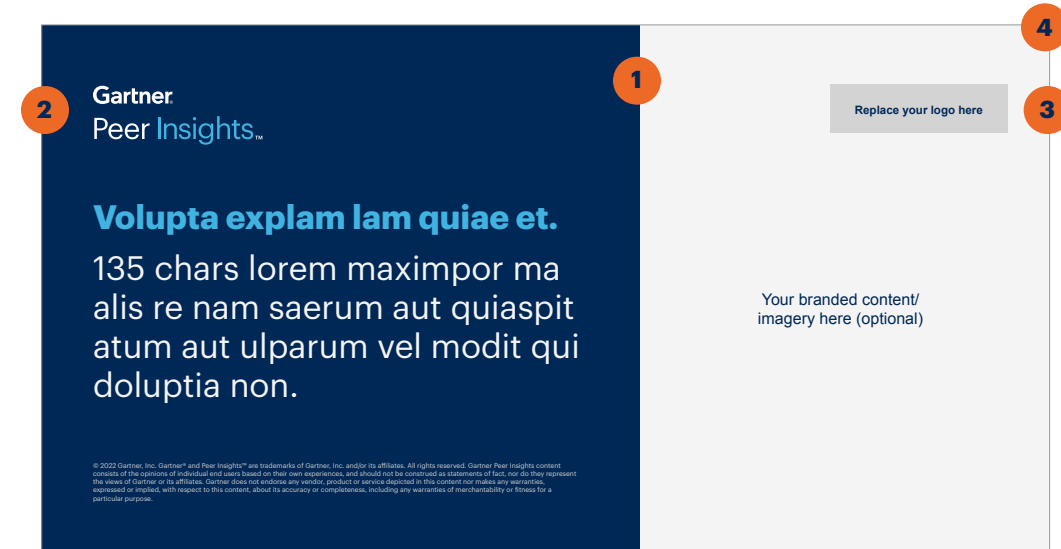 4
1
Gartner
Peer Insights™
2
Replace your logo here
3
Volupta explam lam quiae et.
135 chars lorem maximpor ma
alis re nam saerum aut quiaspit
atum aut ulparum vel modit qui
doluptia non.
Your branded content/
imagery here (optional)
© 2022 Gartner, Inc. Gartner® and Peer Insights™ are trademarks of Gartner, Inc. and/or its affiliates. All rights reserved. Gartner Peer Insights content
consists of the opinions of individual end users based on their own experiences, and should not be construed as statements of fact, nor do they represent
the views of Gartner or its affiliates. Gartner does not endorse any vendor, product or service depicted in this content nor makes any warranties,
expressed or implied, with respect to this content, about its accuracy or completeness, including any warranties of merchantability or fitness for a
particular purpose.